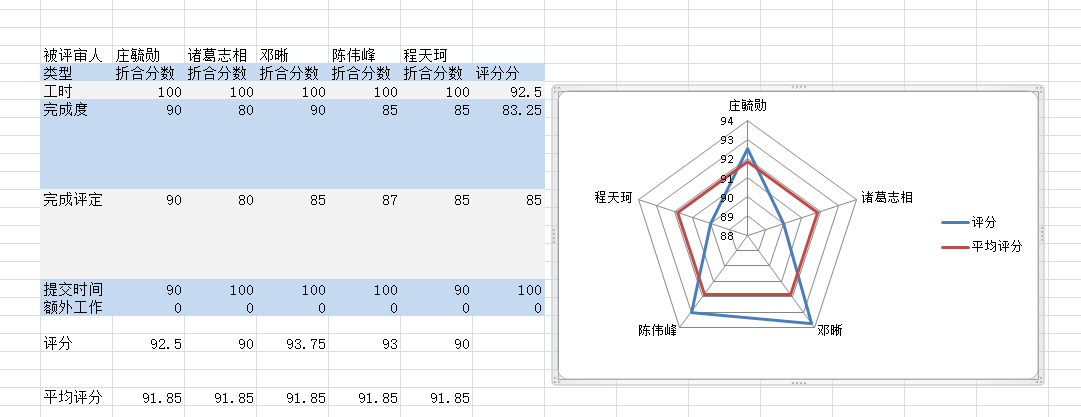 被评审人 庄毓勋 诸葛志相 邓晰 陈伟峰 程天珂
类型 折合分数 折合分数 折合分数 折合分数 折合分数 评分分
工时 100 100 100 100 100 92.5
完成度 90 80 90 85 85 83.25
完成评定 90 80 85 87 85 85
提交时间 90 100 100 100 90 100
额外工作 0 0 0 0 0 0
评分 92.5 90 93.75 93 90
平均评分 91.85 91.85 91.85 91.85 91.85
庄毓勋
94
93
92
91
90
89
88
程天珂
诸葛志相
陈伟峰
邓晰
评分
平均评分